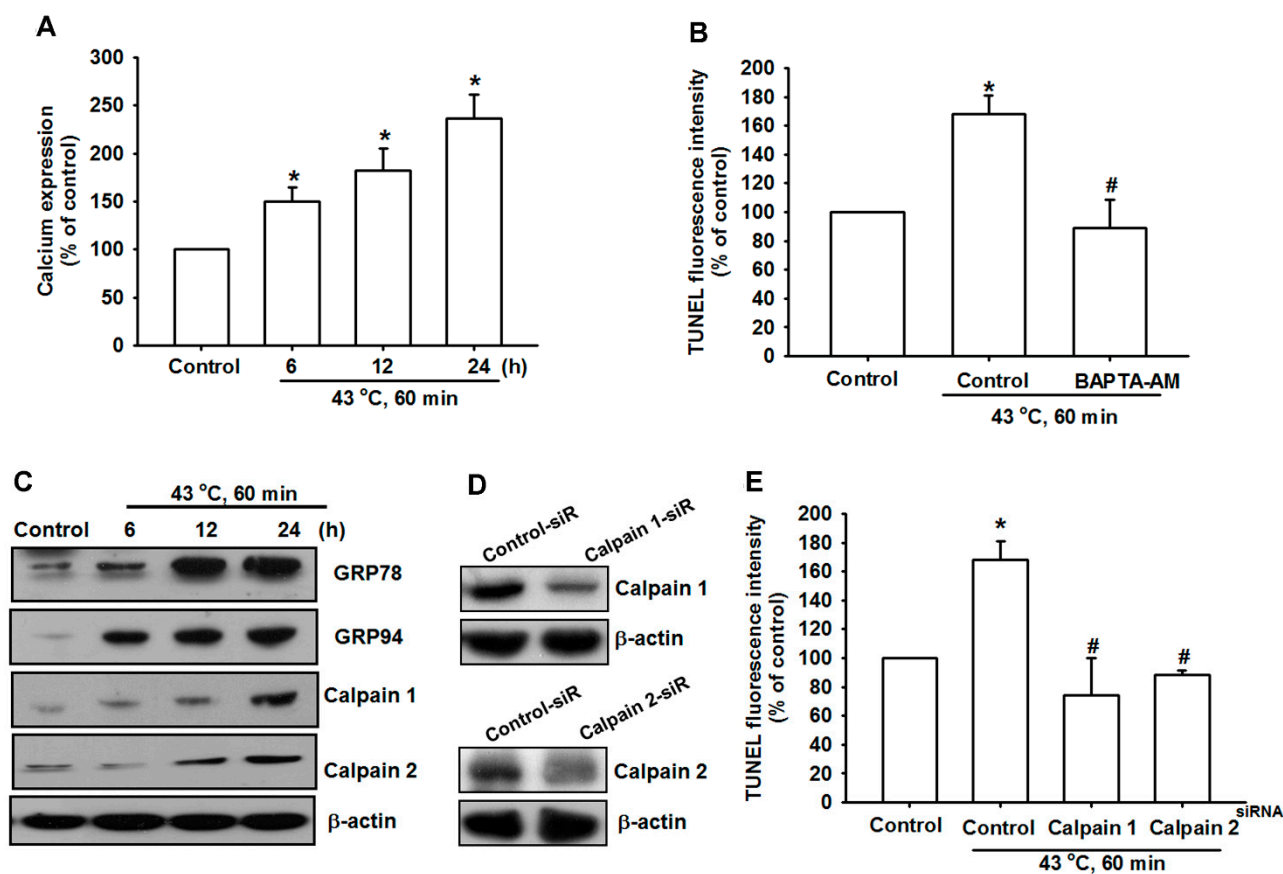 A
Calcium expression
(% of control)
300
250
200
150
100
50
0
*
*
*
Control 6 12 24 (h)
43 °C, 60 min
B
TUNEL fluorescence intensity
(% of control)
200
180
160
140
120
100
80
60
40
20
0
*
#
Control Control BAPTA-AM
43 °C, 60 min
C
43 °C, 60 min
Control 6 12 24 (h)
GRP78
GRP94
Calpain 1
Calpain 2
β-actin
D
Control-siR Calpain 1-siR
Calpain 1
β-actin
Control-siR Calpain 2-siR
Calpain 2
β-actin
E
TUNEL fluorescence intensity
(% of control)
200
180
160
140
120
100
80
60
40
20
0
*
#
#
Control Control Calpain 1 Calpain 2 siRNA
43 °C, 60 min